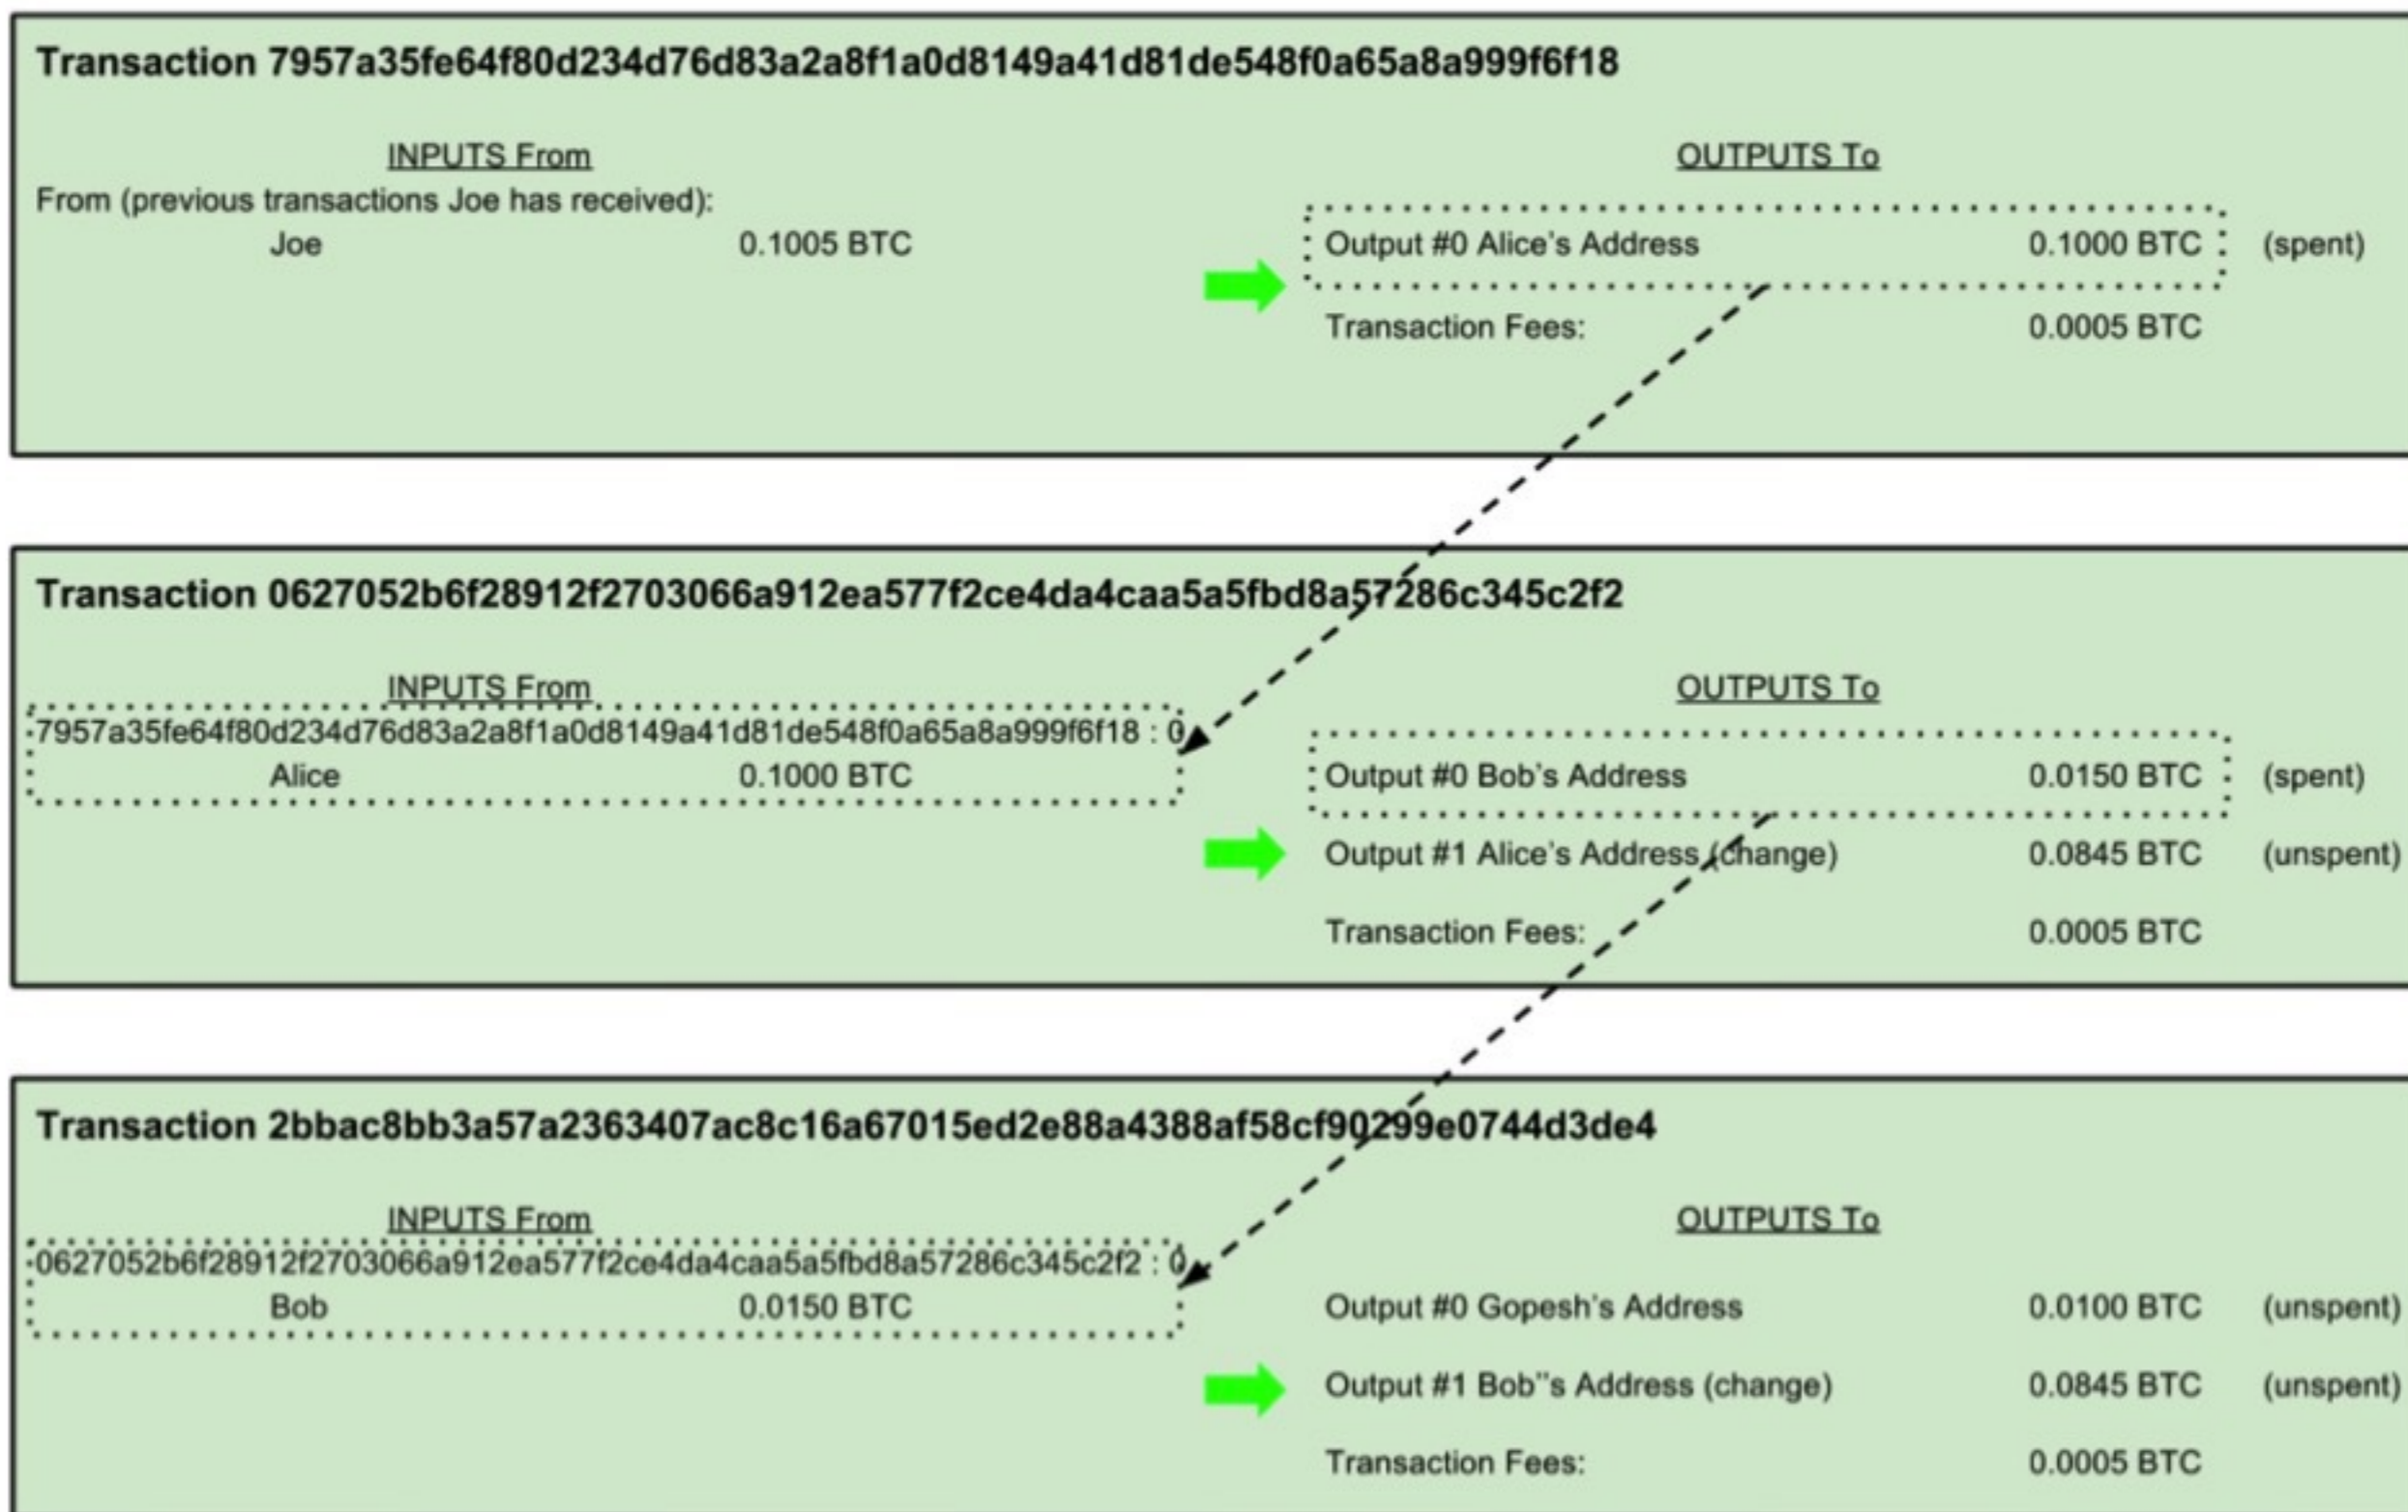 Transaction 7957a35fe64f80d234d76d83a2a8f1a0d8149a41d81de548f0a65a8a999f6f18
INPUTS From
OUTPUTS To
From (previous transactions Joe has received):
Joe 0.1005 BTC
Output #0 Alice's Address 0.1000 BTC (spent)
Transaction Fees: 0.0005 BTC
Transaction 0627052b6f28912f2703066a912ea577f2ce4da4caa5a5fbd8a57286c345c2f2
INPUTS From
OUTPUTS To
7957a35fe64f80d234d76d83a2a8f1a0d8149a41d81de548f0a65a8a999f6f18 : 0
Alice 0.1000 BTC
Output #0 Bob's Address 0.0150 BTC (spent)
Output #1 Alice's Address (change) 0.0845 BTC (unspent)
Transaction Fees: 0.0005 BTC
Transaction 2bbac8bb3a57a2363407ac8c16a67015ed2e88a4388af58cf90299e0744d3de4
INPUTS From
OUTPUTS To
0627052b6f28912f2703066a912ea577f2ce4da4caa5a5fbd8a57286c345c2f2 : 0
Bob 0.0150 BTC
Output #0 Gopesh's Address 0.0100 BTC (unspent)
Output #1 Bob"s Address (change) 0.0845 BTC (unspent)
Transaction Fees: 0.0005 BTC